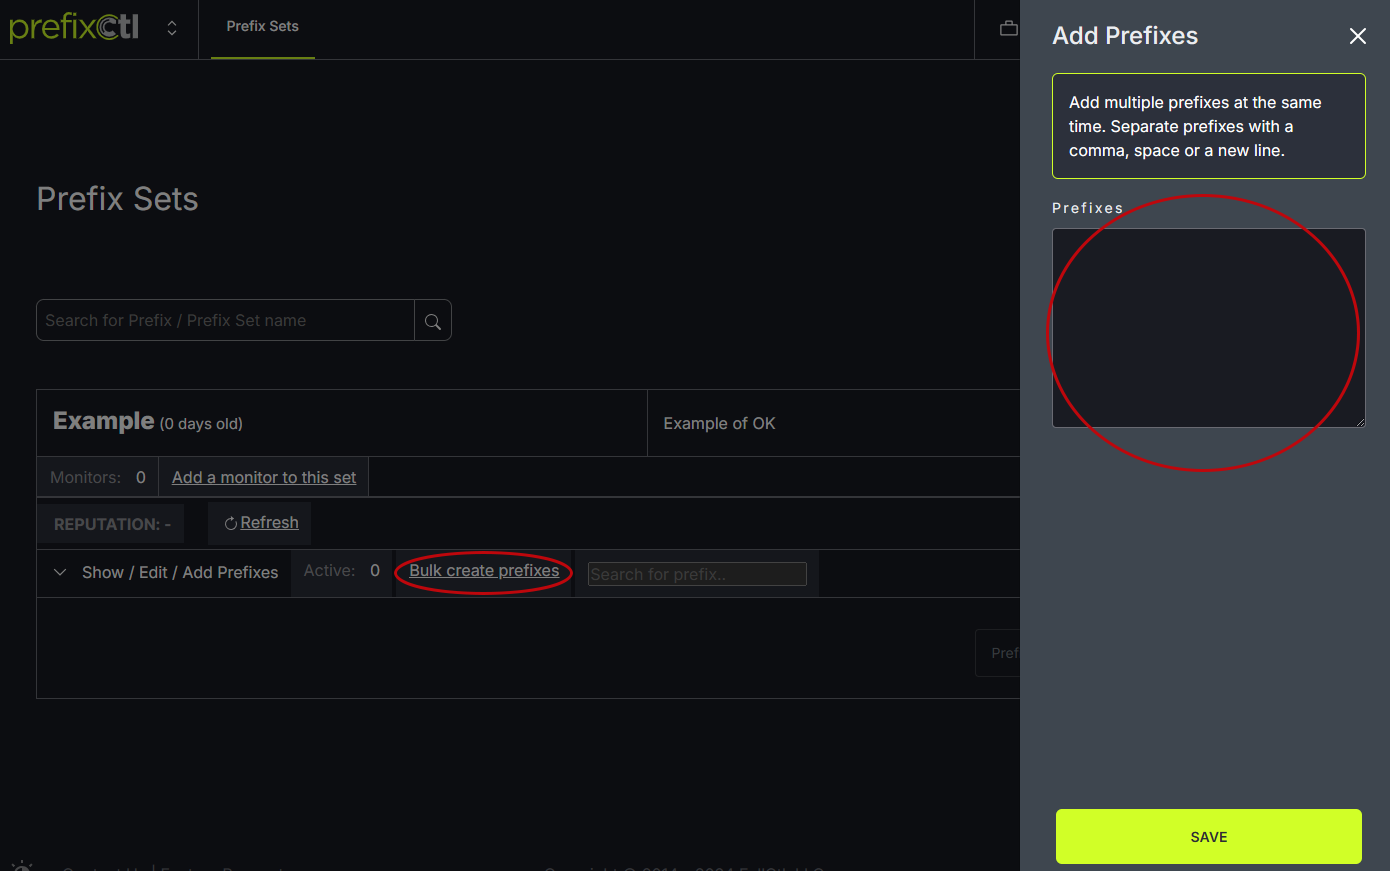 prefixctl
Prefix Sets
Add Prefixes
Add multiple prefixes at the same
time. Separate prefixes with a
comma, space or a new line.
Prefixes
SAVE
Prefix Sets
Search for Prefix / Prefix Set name
Example (0 days old)
Example of OK
Monitors: 0
Add a monitor to this set
REPUTATION: -
Refresh
Show / Edit / Add Prefixes
Active: 0
Bulk create prefixes
Search for prefix..
Pref